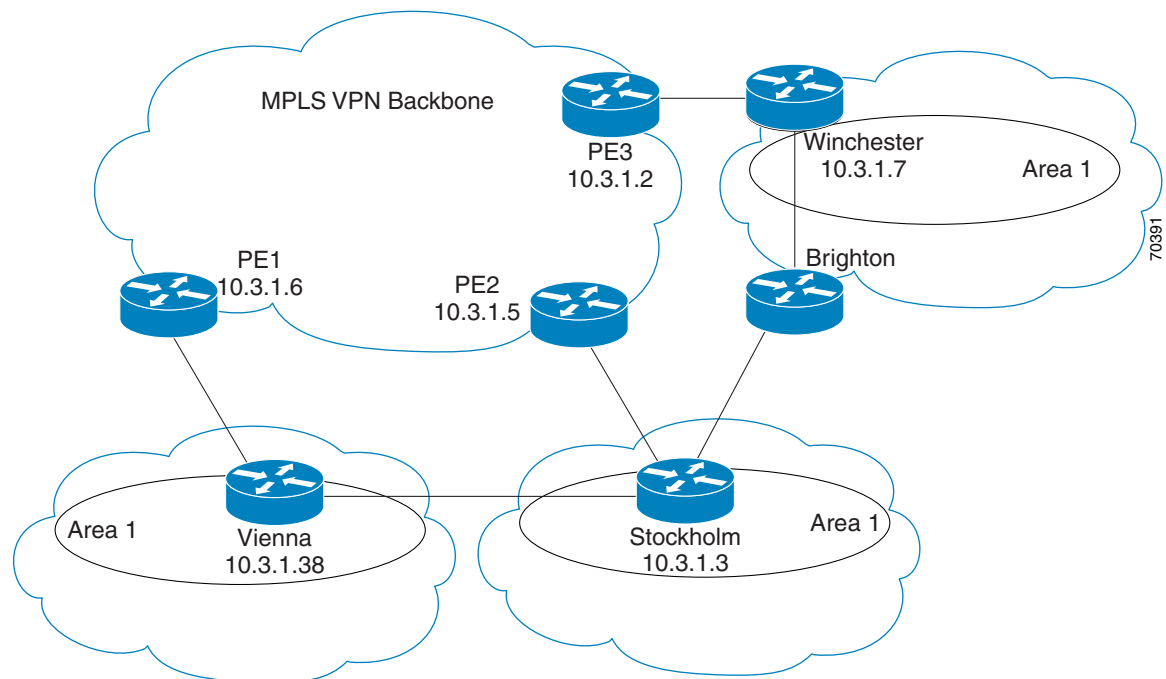 MPLS VPN Backbone
PE3
10.3.1.2
Winchester
10.3.1.7
Area 1
70391
PE1
10.3.1.6
PE2
10.3.1.5
Brighton
Area 1
Vienna
10.3.1.38
Stockholm
10.3.1.3
Area 1